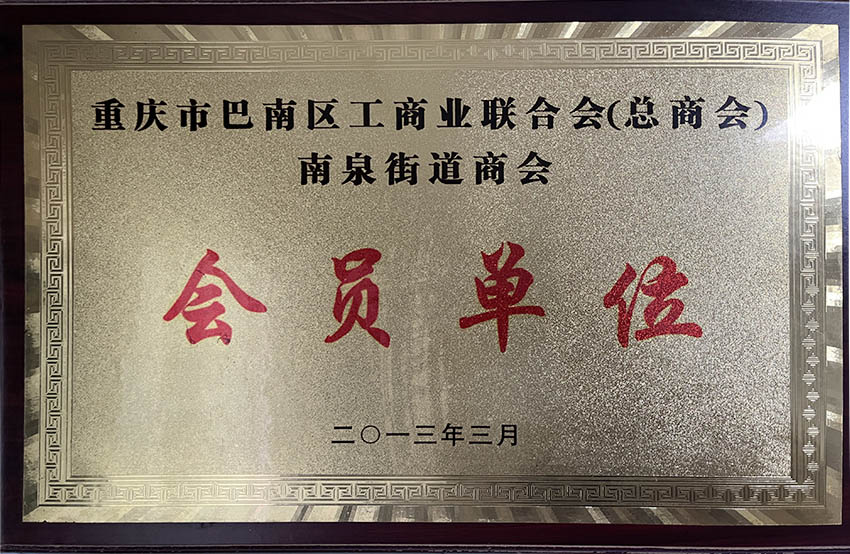 重庆市巴南区工商业联合会(总商会)
南泉街道商会
会员单位
二〇一三年三月